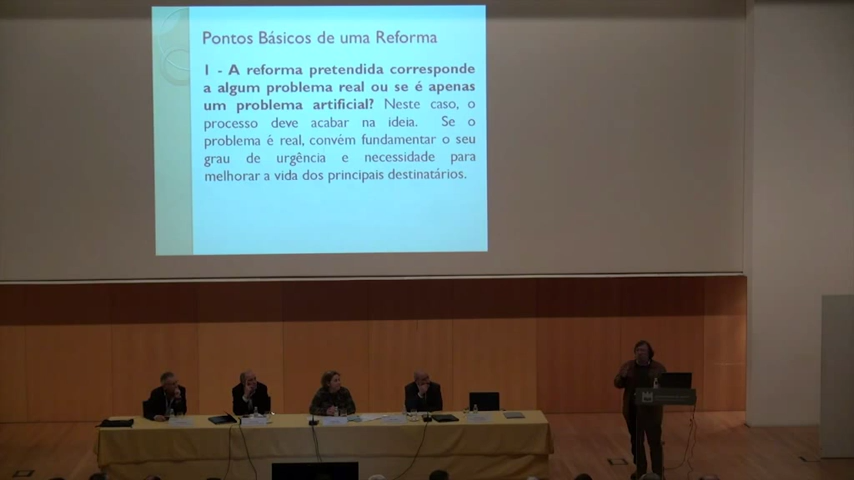 Pontos Básicos de uma Reforma
1 - A reforma pretendida corresponde
a algum problema real ou se é apenas
um problema artificial? Neste caso, o
processo deve acabar na ideia. Se o
problema é real, convém fundamentar o seu
grau de urgência e necessidade para
melhorar a vida dos principais destinatários.